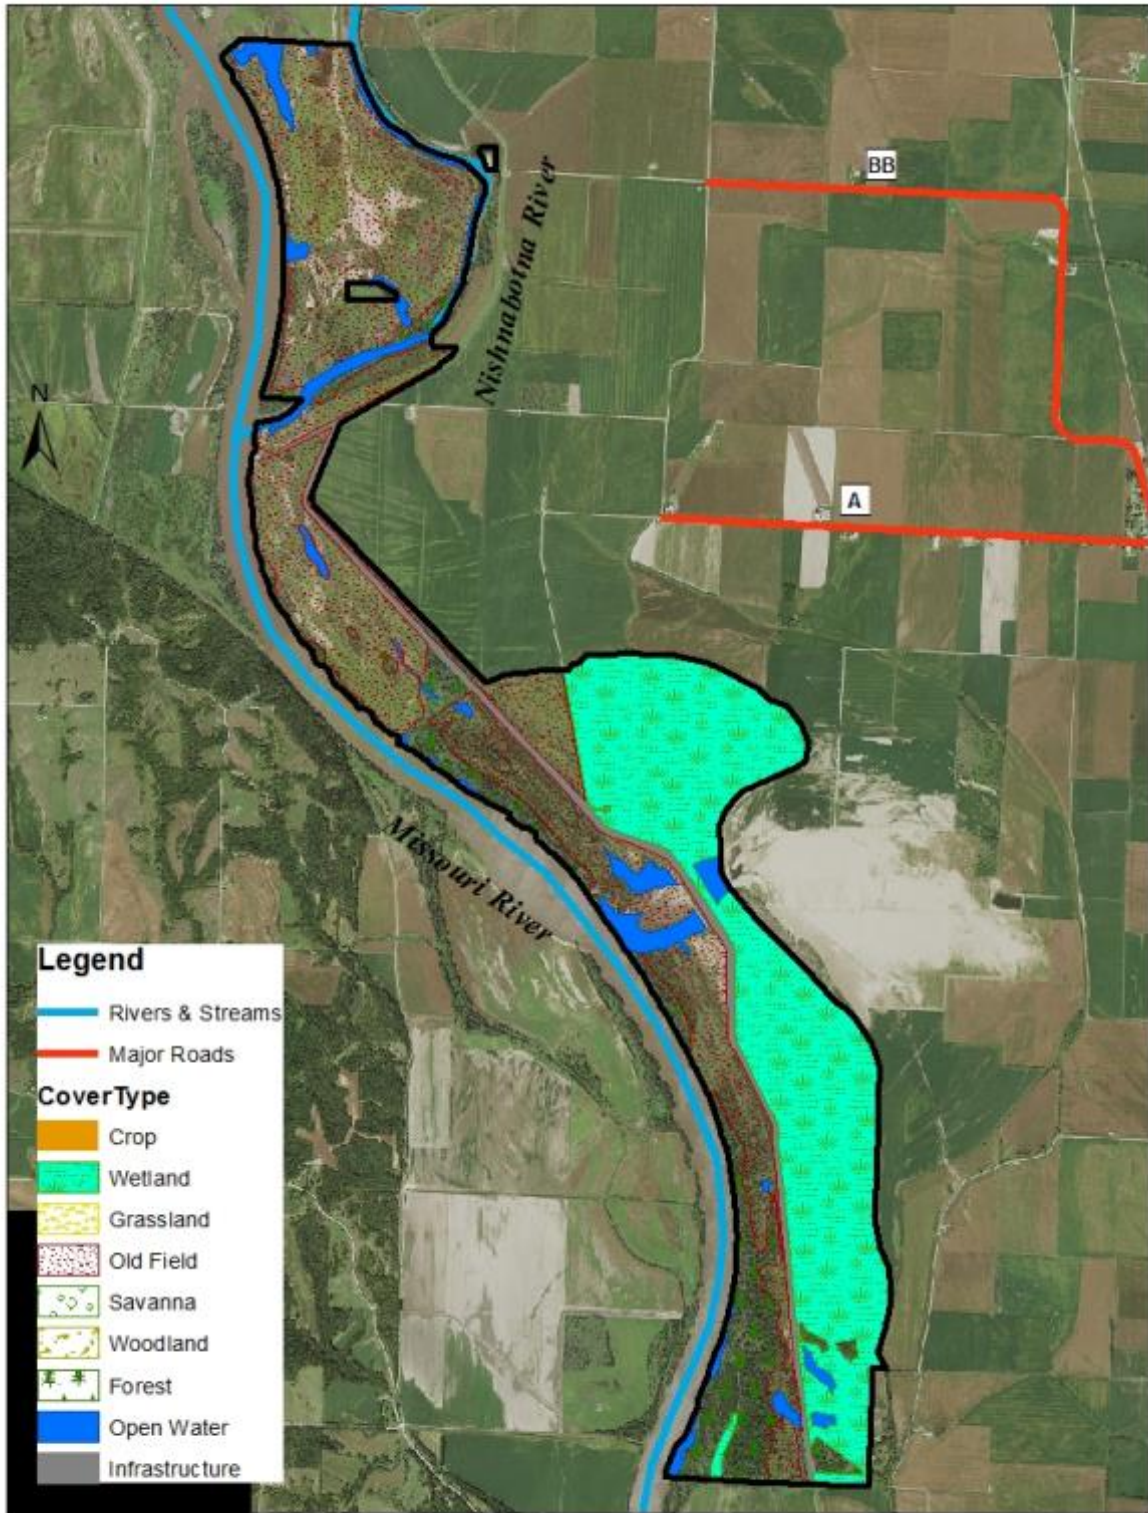 BB
Nishnabotna River
N
A
Missouri River
Legend
Rivers & Streams
Major Roads
CoverType
Crop
Wetland
Grassland
Old Field
Savanna
Woodland
Forest
Open Water
Infrastructure